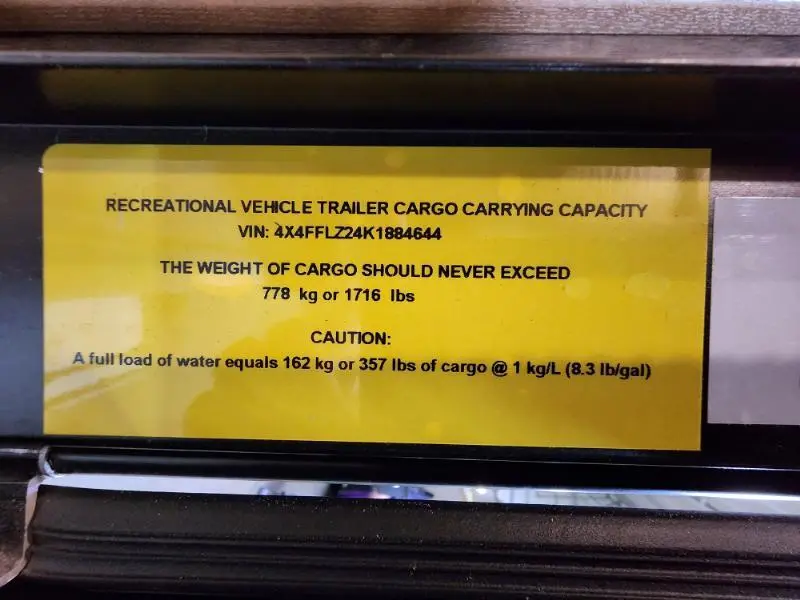 RECREATIONAL VEHICLE TRAILER CARGO CARRYING CAPACITY
VIN: 4X4FFLZ24K1884644
THE WEIGHT OF CARGO SHOULD NEVER EXCEED
778 kg or 1716 lbs
CAUTION:
A full load of water equals 162 kg or 357 lbs of cargo @ 1 kg/L (8.3 lb/gal)